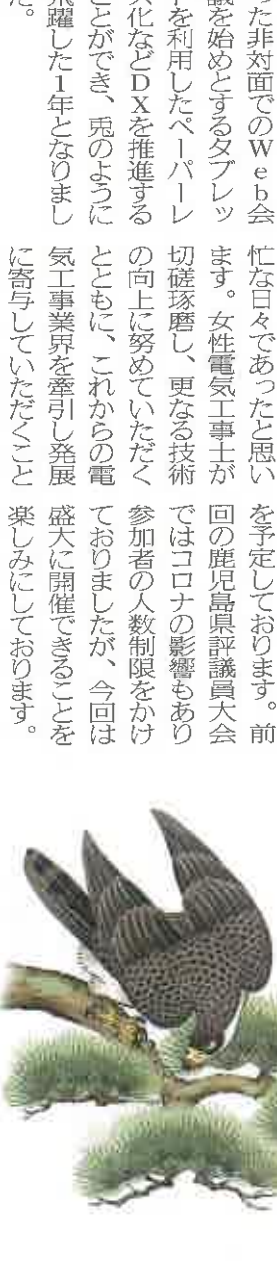 った非対面でのWeb会
議を始めとするタブレッ
トを利用したペーパーレ
ス化などDXを推進する
ことができ、兎のように
飛躍した1年となりまし
た。
忙な日々であったと思い
ます。女性電気工事士が
切磋琢磨し、更なる技術
の向上に努めていただく
とともに、これからの電
気工事業界を牽引し発展
に寄与していただくこと
を予定しております。前
回の鹿児島県評議員大会
ではコロナの影響もあり
参加者の人数制限をかけ
ておりましたが、今回は
盛大に開催できることを
楽しみにしております。